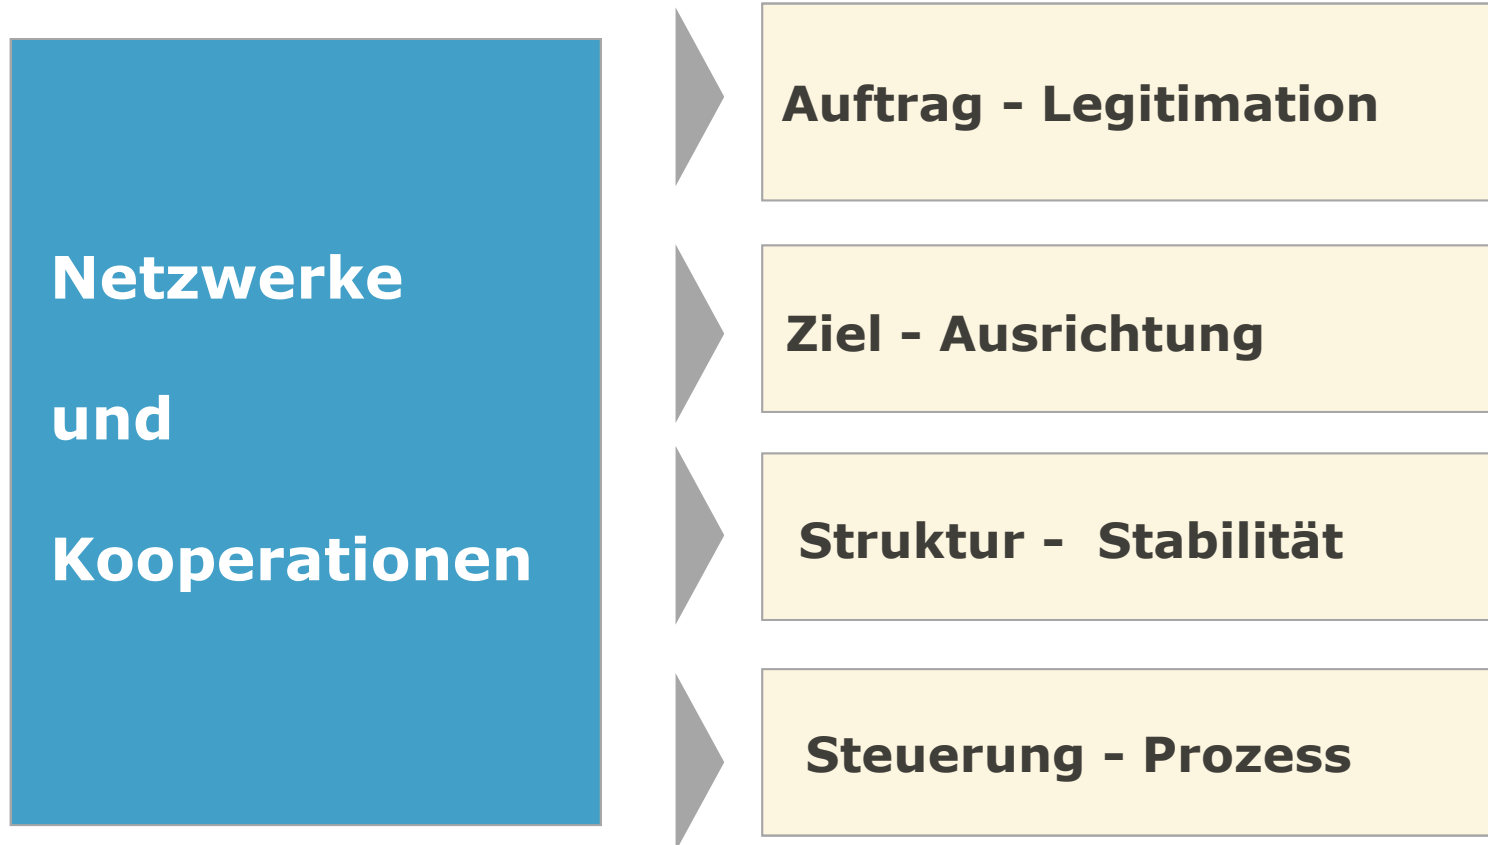 Netzwerke
und
Kooperationen
Auftrag - Legitimation
Ziel - Ausrichtung
Struktur -  Stabilität
Steuerung - Prozess